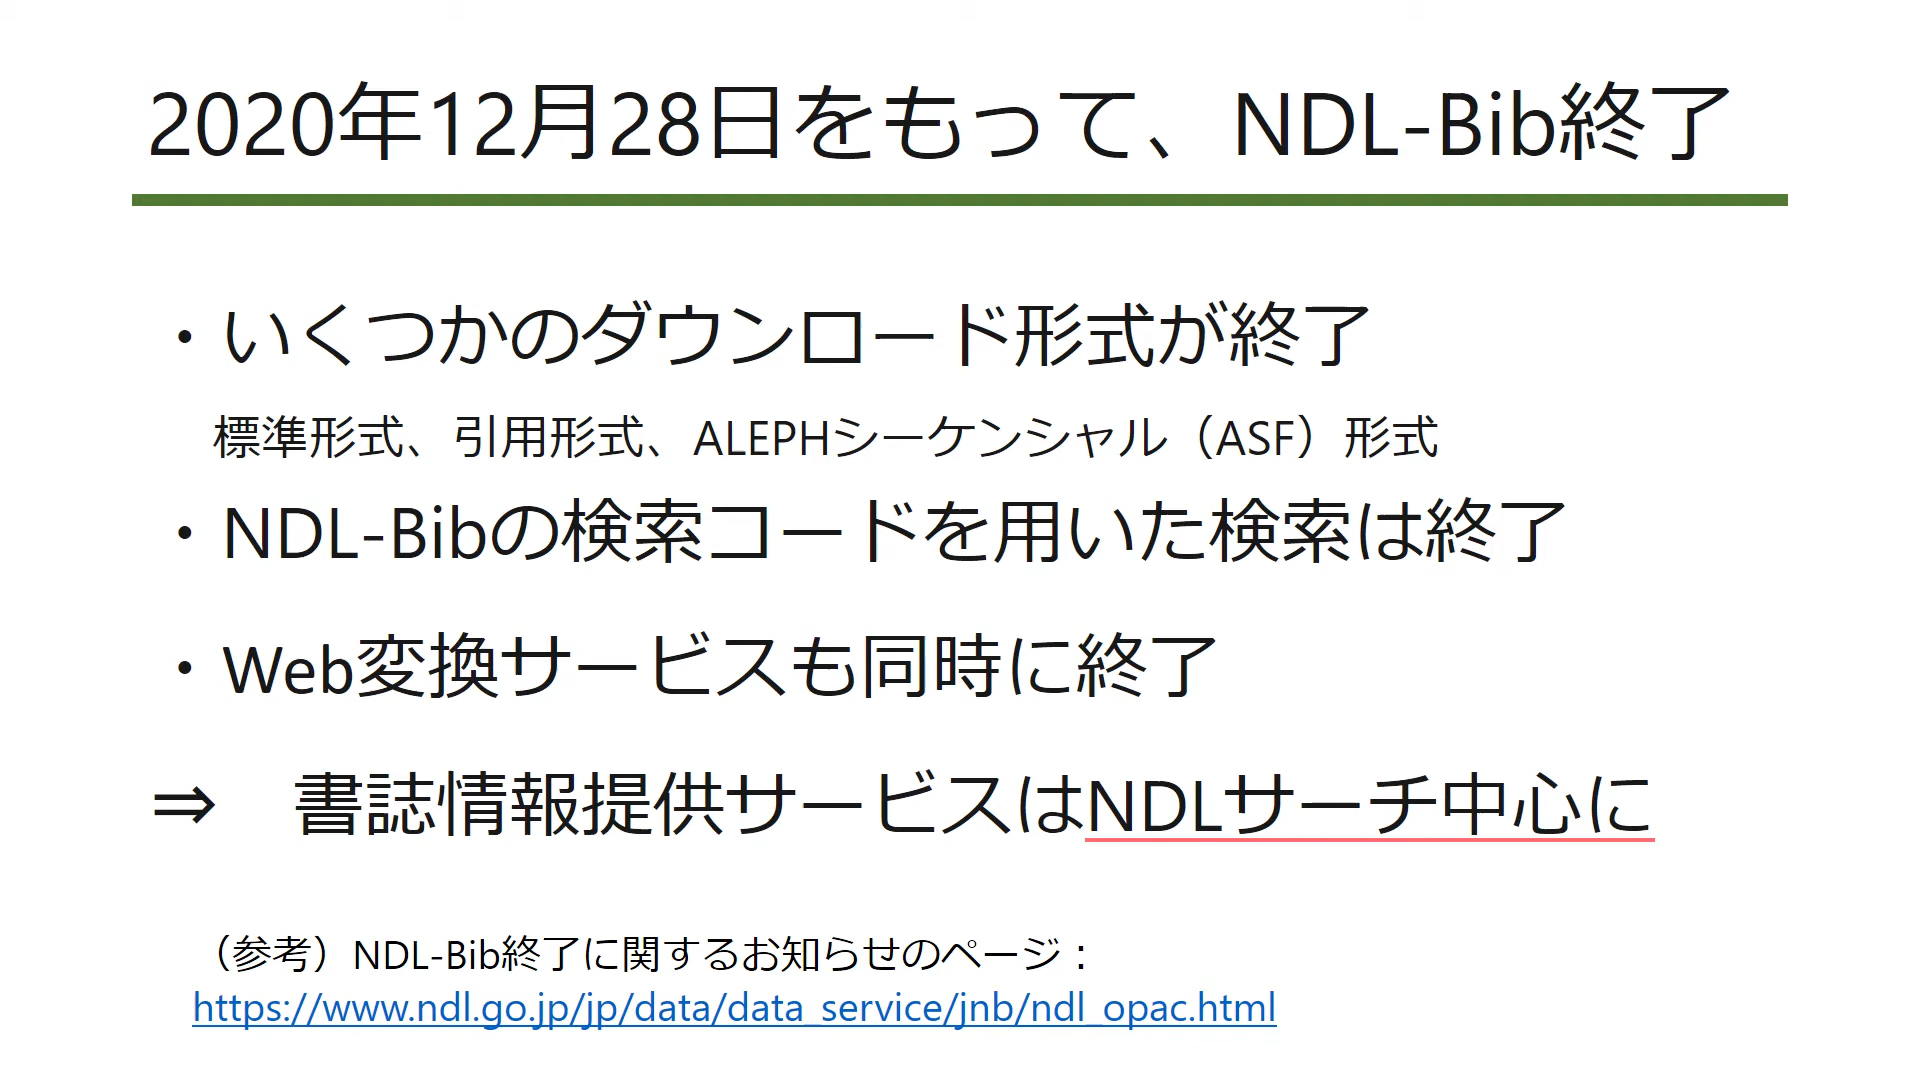 2020年12月28日をもって、NDL-Bib終了
・いくつかのダウンロード形式が終了
標準形式、引用形式、ALEPHシーケンシャル（ASF）形式
・NDL-Bibの検索コードを用いた検索は終了
・Web変換サービスも同時に終了
⇒　書誌情報提供サービスはNDLサーチ中心に
（参考）NDL-Bib終了に関するお知らせのページ：
https://www.ndl.go.jp/jp/data/data_service/jnb/ndl_opac.html